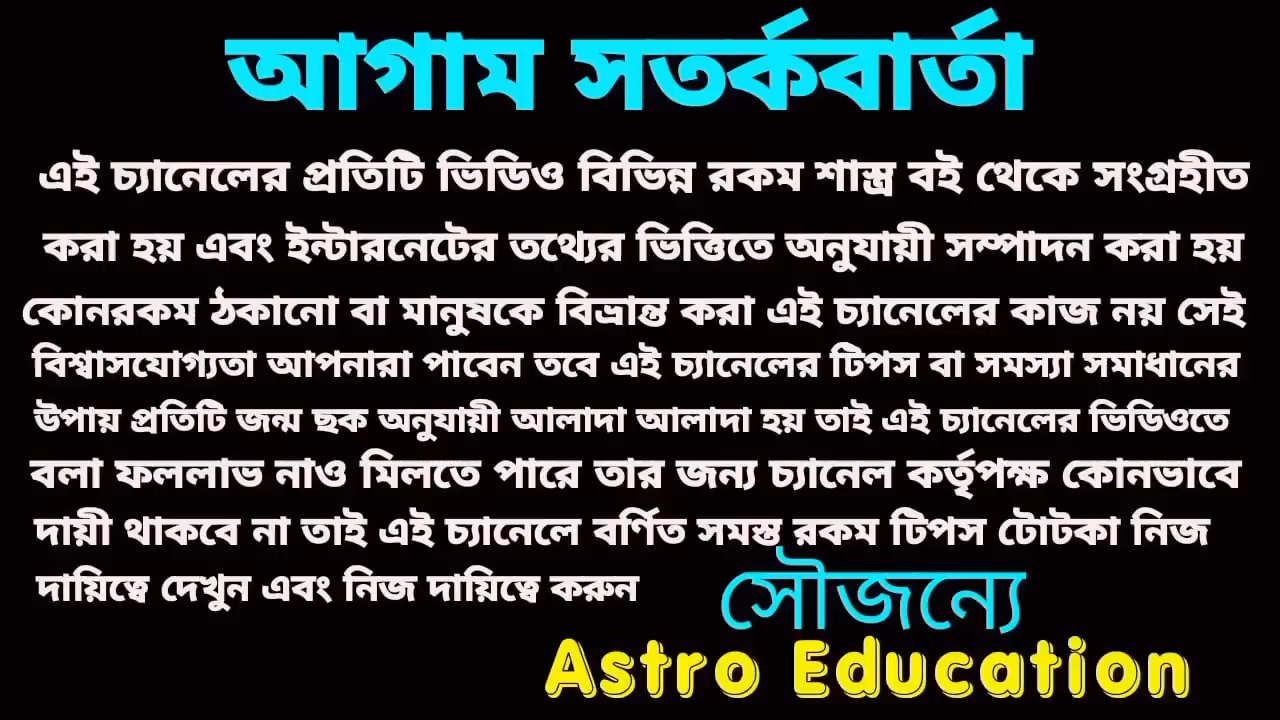 আগাম সতর্কবার্তা
এই চ্যানেলের প্রতিটি ভিডিও বিভিন্ন রকম শাস্ত্র বই থেকে সংগ্রহীত
করা হয় এবং ইন্টারনেটের তথ্যের ভিত্তিতে অনুযায়ী সম্পাদন করা হয়
কোনরকম ঠকানো বা মানুষকে বিভ্রান্ত করা এই চ্যানেলের কাজ নয় সেই
বিশ্বাসযোগ্যতা আপনারা পাবেন তবে এই চ্যানেলের টিপস বা সমস্যা সমাধানের
উপায় প্রতিটি জন্ম ছক অনুযায়ী আলাদা আলাদা হয় তাই এই চ্যানেলের ভিডিওতে
বলা ফললাভ নাও মিলতে পারে তার জন্য চ্যানেল কর্তৃপক্ষ কোনভাবে
দায়ী থাকবে না তাই এই চ্যানেলে বর্ণিত সমস্ত রকম টিপস টোটকা নিজ
দায়িত্বে দেখুন এবং নিজ দায়িত্বে করুন
সৌজন্যে
Astro Education